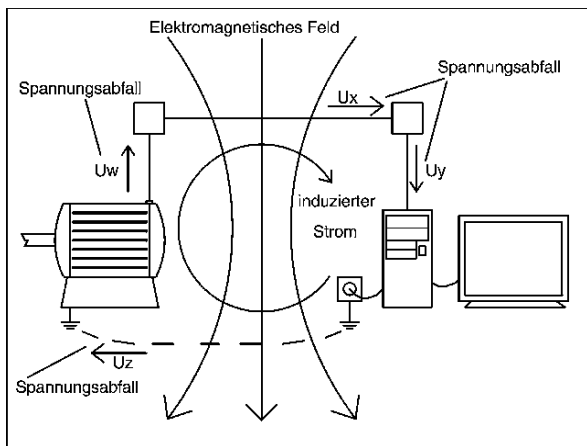 Elektromagnetisches Feld
Spannungsabfall
Spannungsabfall
Ux
Uw
Uy
induzierter
Strom
Uz
Spannungsabfall